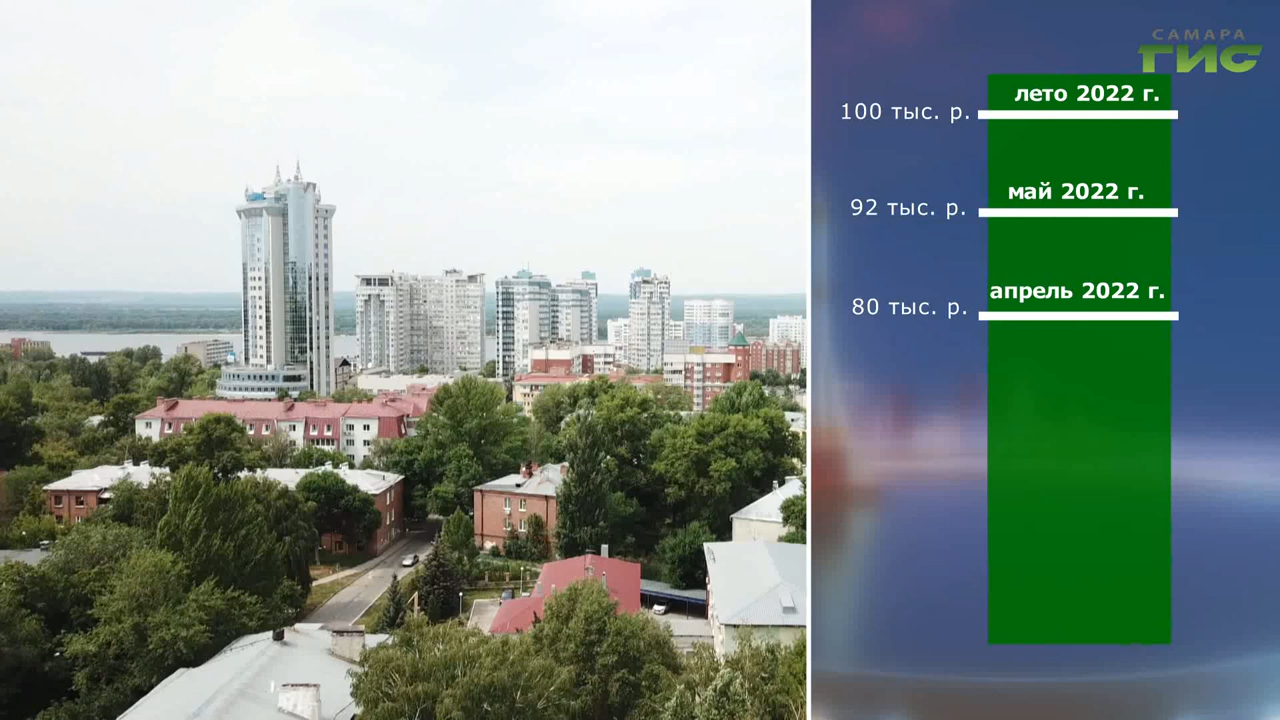 САМАРА
ГИС
лето 2022 г.
100 тыс. р.
май 2022 г.
92 тыс. р.
апрель 2022 г.
80 тыс. р.